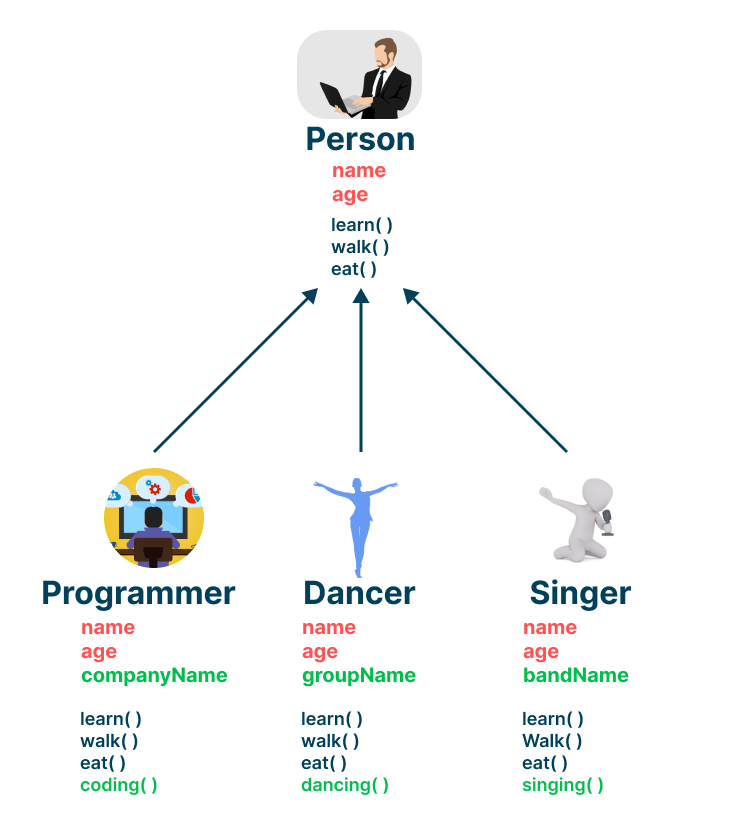 Person
name
age
learn( )
walk( )
eat( )
Programmer
name
age
companyName
learn( )
walk( )
eat( )
coding( )
Dancer
name
age
groupName
learn( )
walk( )
eat( )
dancing( )
Singer
name
age
bandName
learn( )
Walk( )
eat( )
singing( )